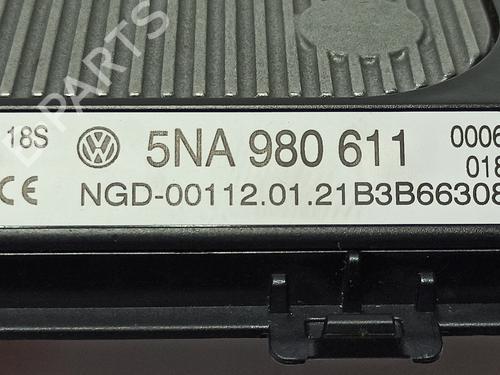 B-PARTS
18S 5NA 980 611 0006
018
CE NGD-00112.01.21B3B66308